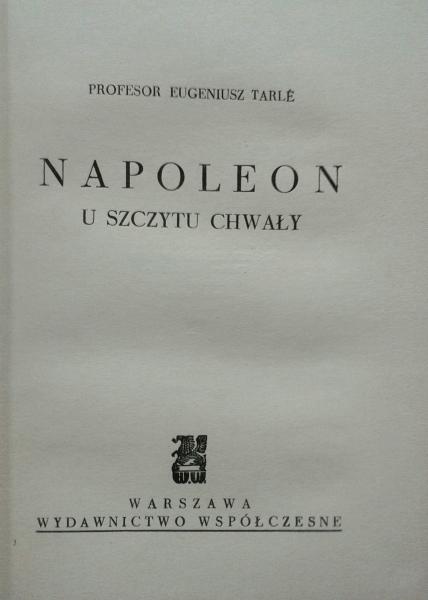 PROFESOR EUGENIUSZ TARLÉ
NAPOLEON
U SZCZYTU CHWAŁY
W.W.
WARSZAWA
WYDAWNICTWO WSPÓŁCZESNE